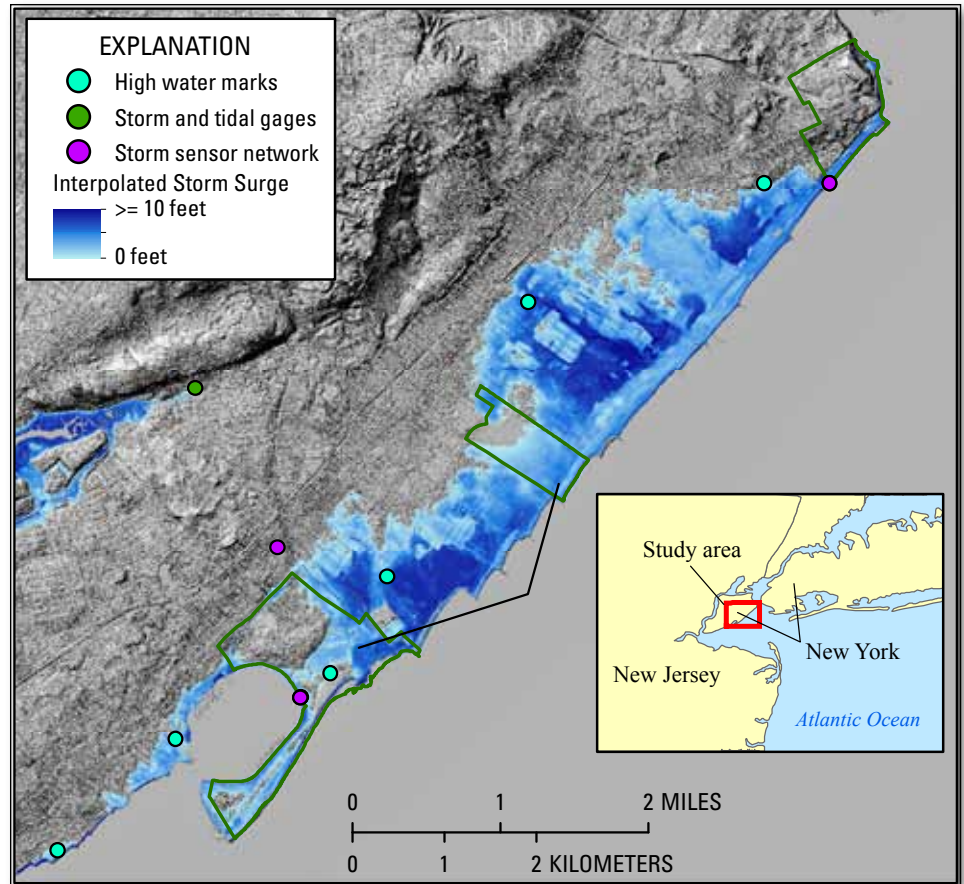 EXPLANATION
High water marks
Storm and tidal gages
Storm sensor network
Interpolated Storm Surge
>= 10 feet
0 feet
Study area
New York
New Jersey
Atlantic Ocean
0 1 2 MILES
0 1 2 KILOMETERS